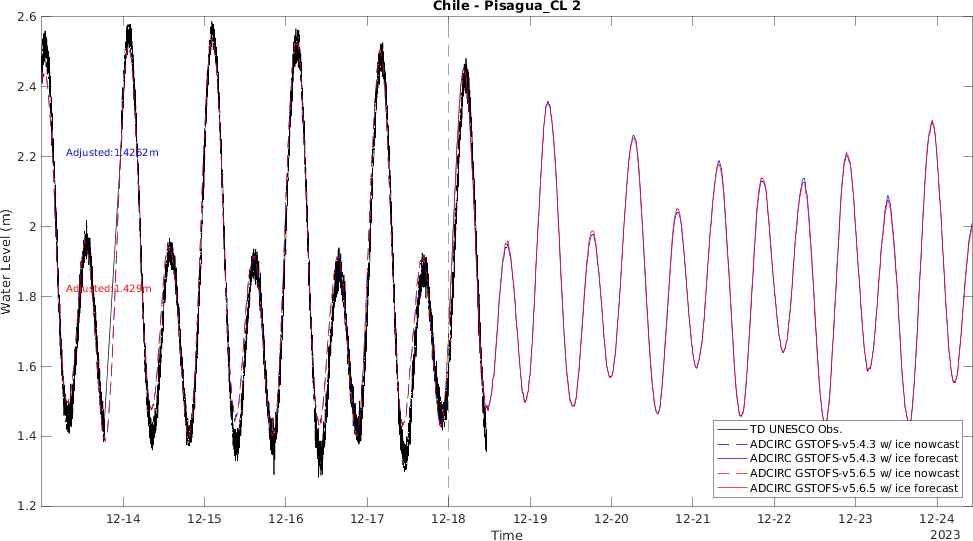 Chile - Pisagua_CL 2
2.6
2.4
2.2
2
1.8
1.6
1.4
1.2
Water Level (m)
Adjusted:1.4262m
Adjusted:1.429m
TD UNESCO Obs.
ADCIRC GSTOFS-v5.4.3 w/ ice nowcast
ADCIRC GSTOFS-v5.4.3 w/ ice forecast
ADCIRC GSTOFS-v5.6.5 w/ ice nowcast
ADCIRC GSTOFS-v5.6.5 w/ ice forecast
12-14 12-15 12-16 12-17 12-18 12-19 12-20 12-21 12-22 12-23 12-24
Time
2023